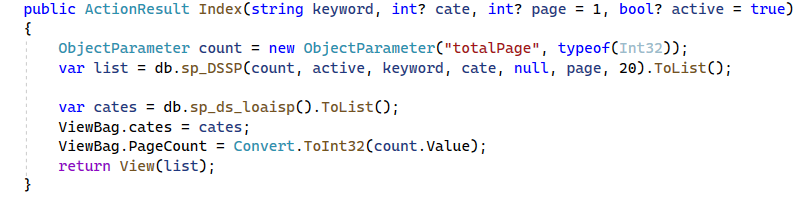 public ActionResult Index(string keyword, int? cate, int? page = 1, bool? active = true)
{
    ObjectParameter count = new ObjectParameter("totalPage", typeof(Int32));
    var list = db.sp_DSSP(count, active, keyword, cate, null, page, 20).ToList();
    var cates = db.sp_ds_loaisp().ToList();
    ViewBag.cates = cates;
    ViewBag.PageCount = Convert.ToInt32(count.Value);
    return View(list);
}